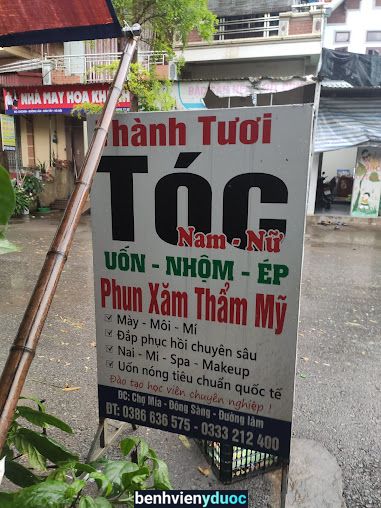 NHÀ MAY HOA KH
Thành Tươi
TÓC
Nam - Nữ
UỐN - NHỘM - ÉP
Phun Xăm Thẩm Mỹ
Mày - Môi - Mí
Đắp phục hồi chuyên sâu
Nai - Mi - Spa - Makeup
Uốn nóng tiêu chuẩn quốc tế
Đào tạo học viên chuyên nghiệp !
ĐC: Chợ Mía - Đông Sàng - Đường lâm
ĐT: 0386 636 575 - 0333 212 400
benhvienyduoc